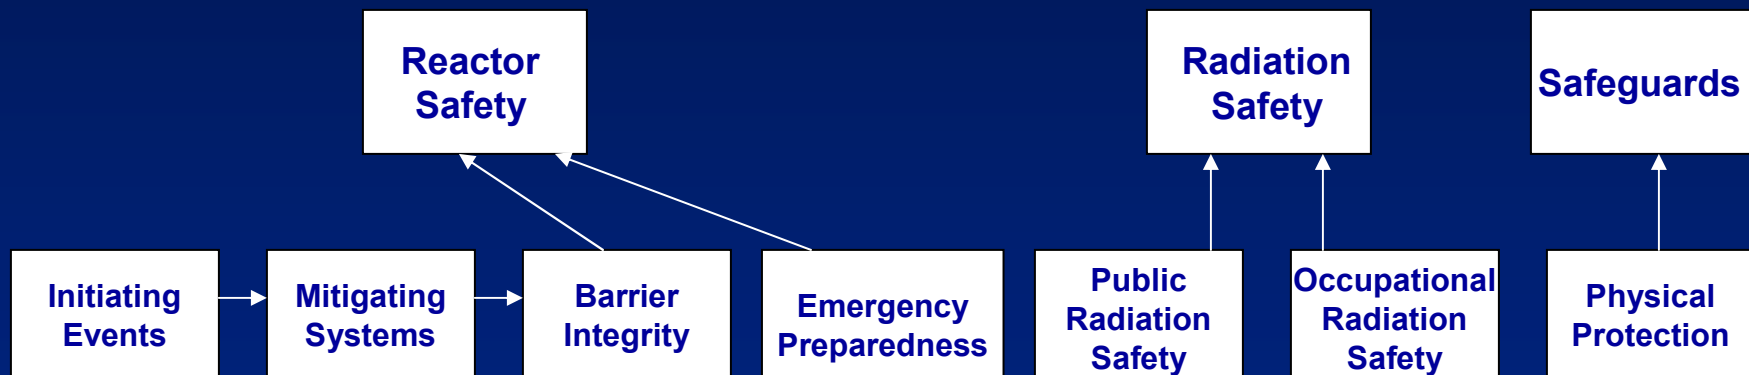 Reactor
Safety
Radiation
Safety
Safeguards
Initiating
Events
Mitigating
Systems
Barrier
Integrity
Emergency
Preparedness
Public
Radiation
Safety
Occupational
Radiation
Safety
Physical
Protection